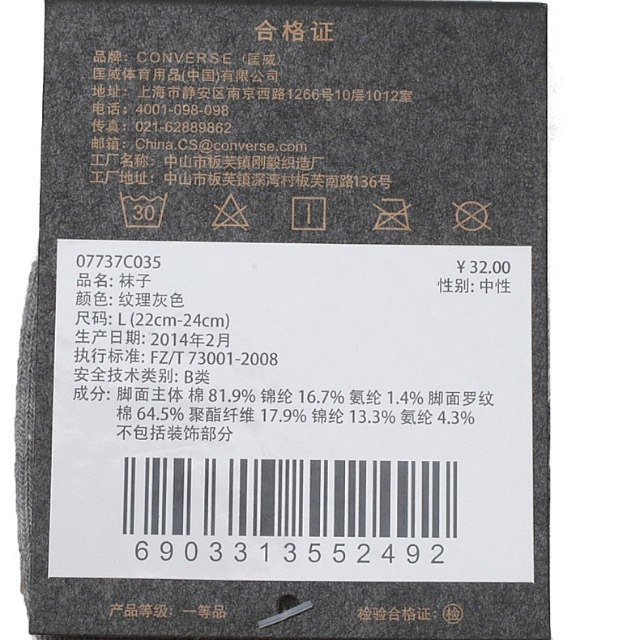 合格证
品牌: CONVERSE (匡威)
匡威体育用品(中国)有限公司
地址: 上海市静安区南京西路1266号10层1012室
电话: 4001-098-098
传真: 021-62889862
邮箱: China.CS@converse.com
工厂名称: 中山市板芙镇刚毅织造厂
工厂地址: 中山市板芙镇深湾村板芙南路136号
30
07737C035
¥32.00
品名: 袜子
性别: 中性
颜色: 纹理灰色
尺码: L (22cm-24cm)
生产日期: 2014年2月
执行标准: FZ/T 73001-2008
安全技术类别: B类
成分: 脚面主体 棉 81.9% 锦纶 16.7% 氨纶 1.4% 脚面罗纹
棉 64.5% 聚酯纤维 17.9% 锦纶 13.3% 氨纶 4.3%
不包括装饰部分
6903313552492
产品等级: 一等品
检验合格证: 检